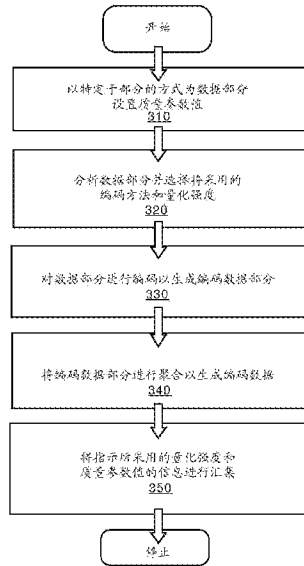 开始
以特定于部分的方式为数据部分
设置质量参数值
310
分析数据部分并选择将采用的
编码方法和量化强度
320
对数据部分进行编码以生成编码数据部分
330
将编码数据部分进行聚合以生成编码数据
340
将指示所采用的量化强度和
质量参数值的信息进行汇集
350
停止